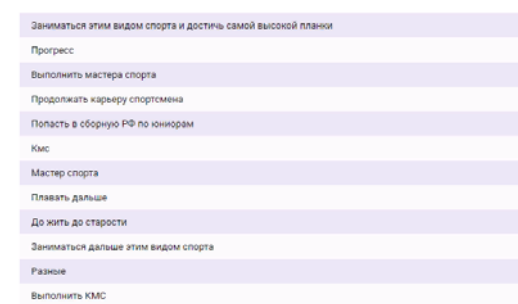 Заниматься этим видом спорта и достичь самой высокой планки
Прогресс
Выполнить мастера спорта
Продолжать карьеру спортсмена
Попасть в сборную РФ по юниорам
Кмс
Мастер спорта
Плавать дальше
До жить до старости
Заниматься дальше этим видом спорта
Разные
Выполнить КМС